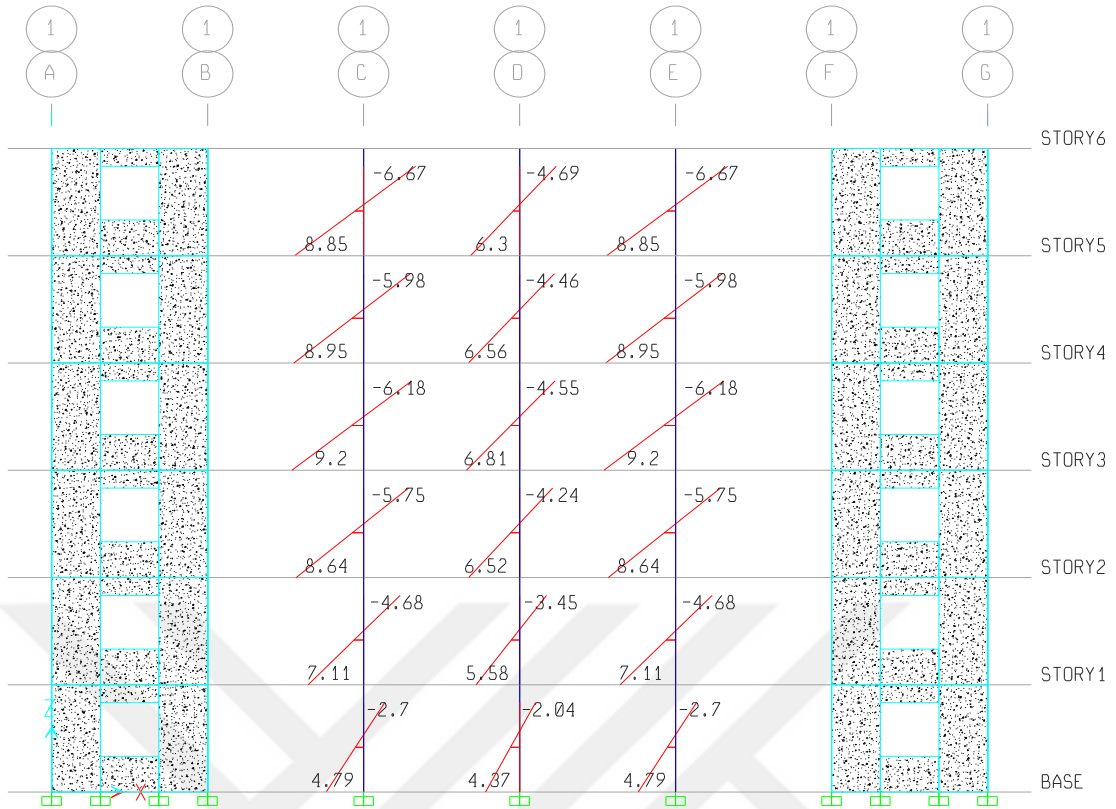 1 1 1 1 1 1 1
A B C D E F G
STORY6
-6.67 -4.69 -6.67
8.85 6.3 8.85 STORY5
-5.98 -4.46 -5.98
8.95 6.56 8.95 STORY4
-6.18 -4.55 -6.18
9.2 6.81 9.2 STORY3
-5.75 -4.24 -5.75
8.64 6.52 8.64 STORY2
-4.68 -3.45 -4.68
7.11 5.58 7.11 STORY1
Z
-2.7 -2.04 -2.7
4.79 4.37 4.79 BASE
X